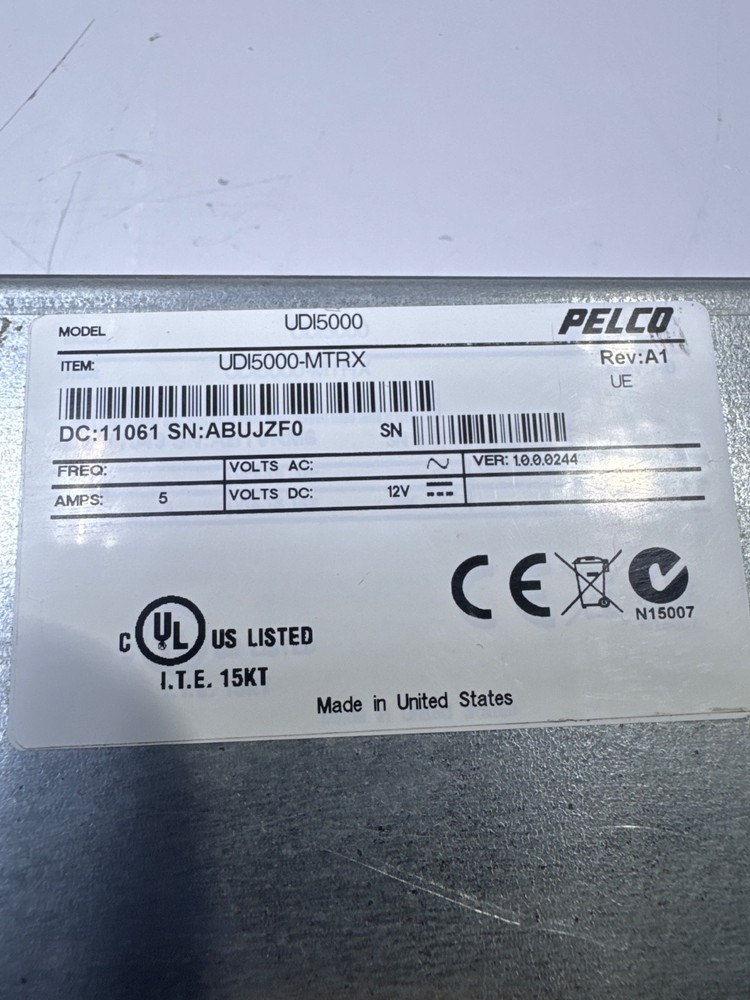 MODEL UDI5000 PELCO
ITEM: UDI5000-MTRX Rev:A1
UE
DC:11061 SN:ABUJZF0 SN
FREQ: VOLTS AC: VER: 1.0.0.0244
AMPS: 5 VOLTS DC: 12V
CE
N15007
C UL US LISTED
I.T.E. 15KT
Made in United States